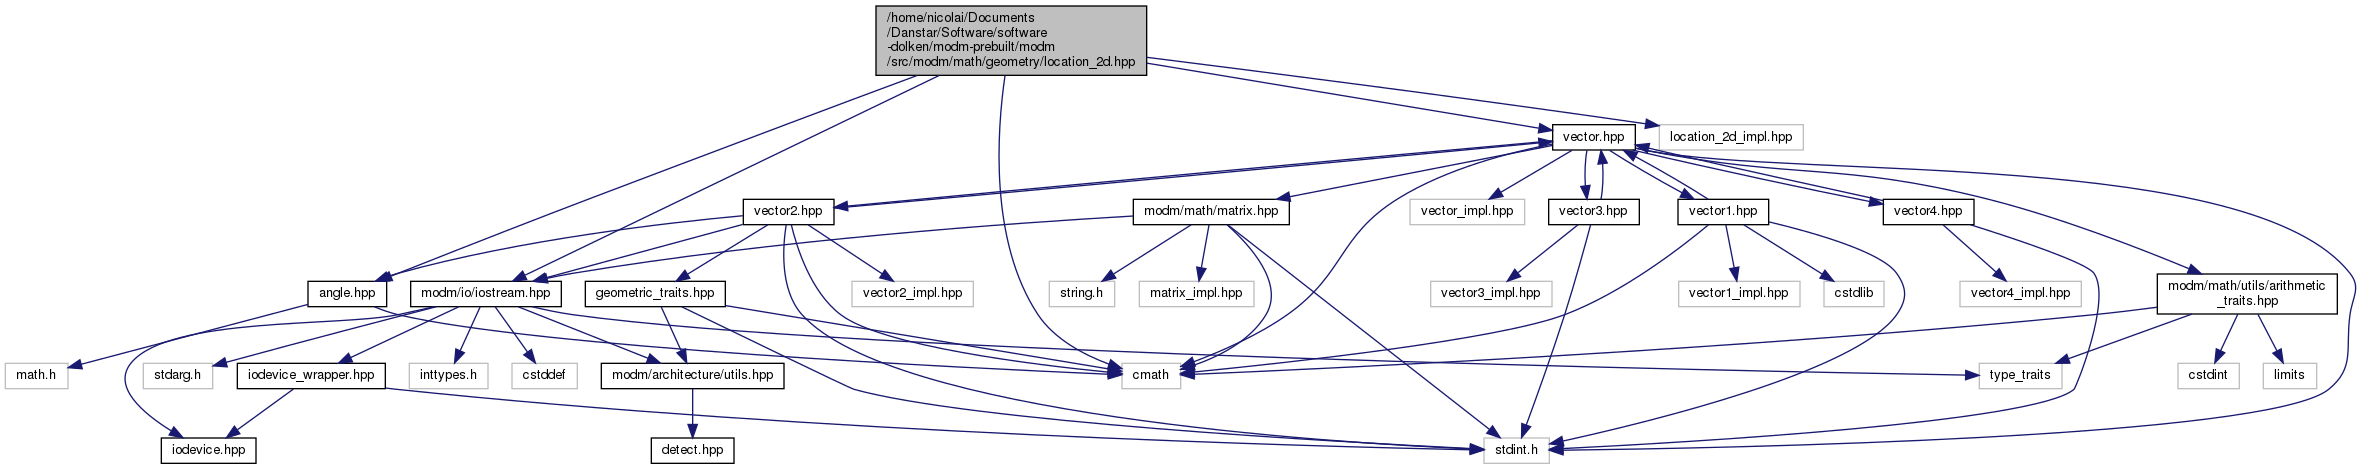 /home/nicolai/Documents
/Danstar/Software/software
-dolken/modm-prebuilt/modm
/src/modm/math/geometry/location_2d.hpp
vector.hpp
location_2d_impl.hpp
vector2.hpp
modm/math/matrix.hpp
vector_impl.hpp
vector3.hpp
vector1.hpp
vector4.hpp
angle.hpp
modm/io/iostream.hpp
geometric_traits.hpp
vector2_impl.hpp
string.h
matrix_impl.hpp
vector3_impl.hpp
vector1_impl.hpp
cstdlib
vector4_impl.hpp
modm/math/utils/arithmetic
_traits.hpp
math.h
stdarg.h
iodevice_wrapper.hpp
inttypes.h
cstddef
modm/architecture/utils.hpp
cmath
type_traits
cstdint
limits
iodevice.hpp
detect.hpp
stdint.h